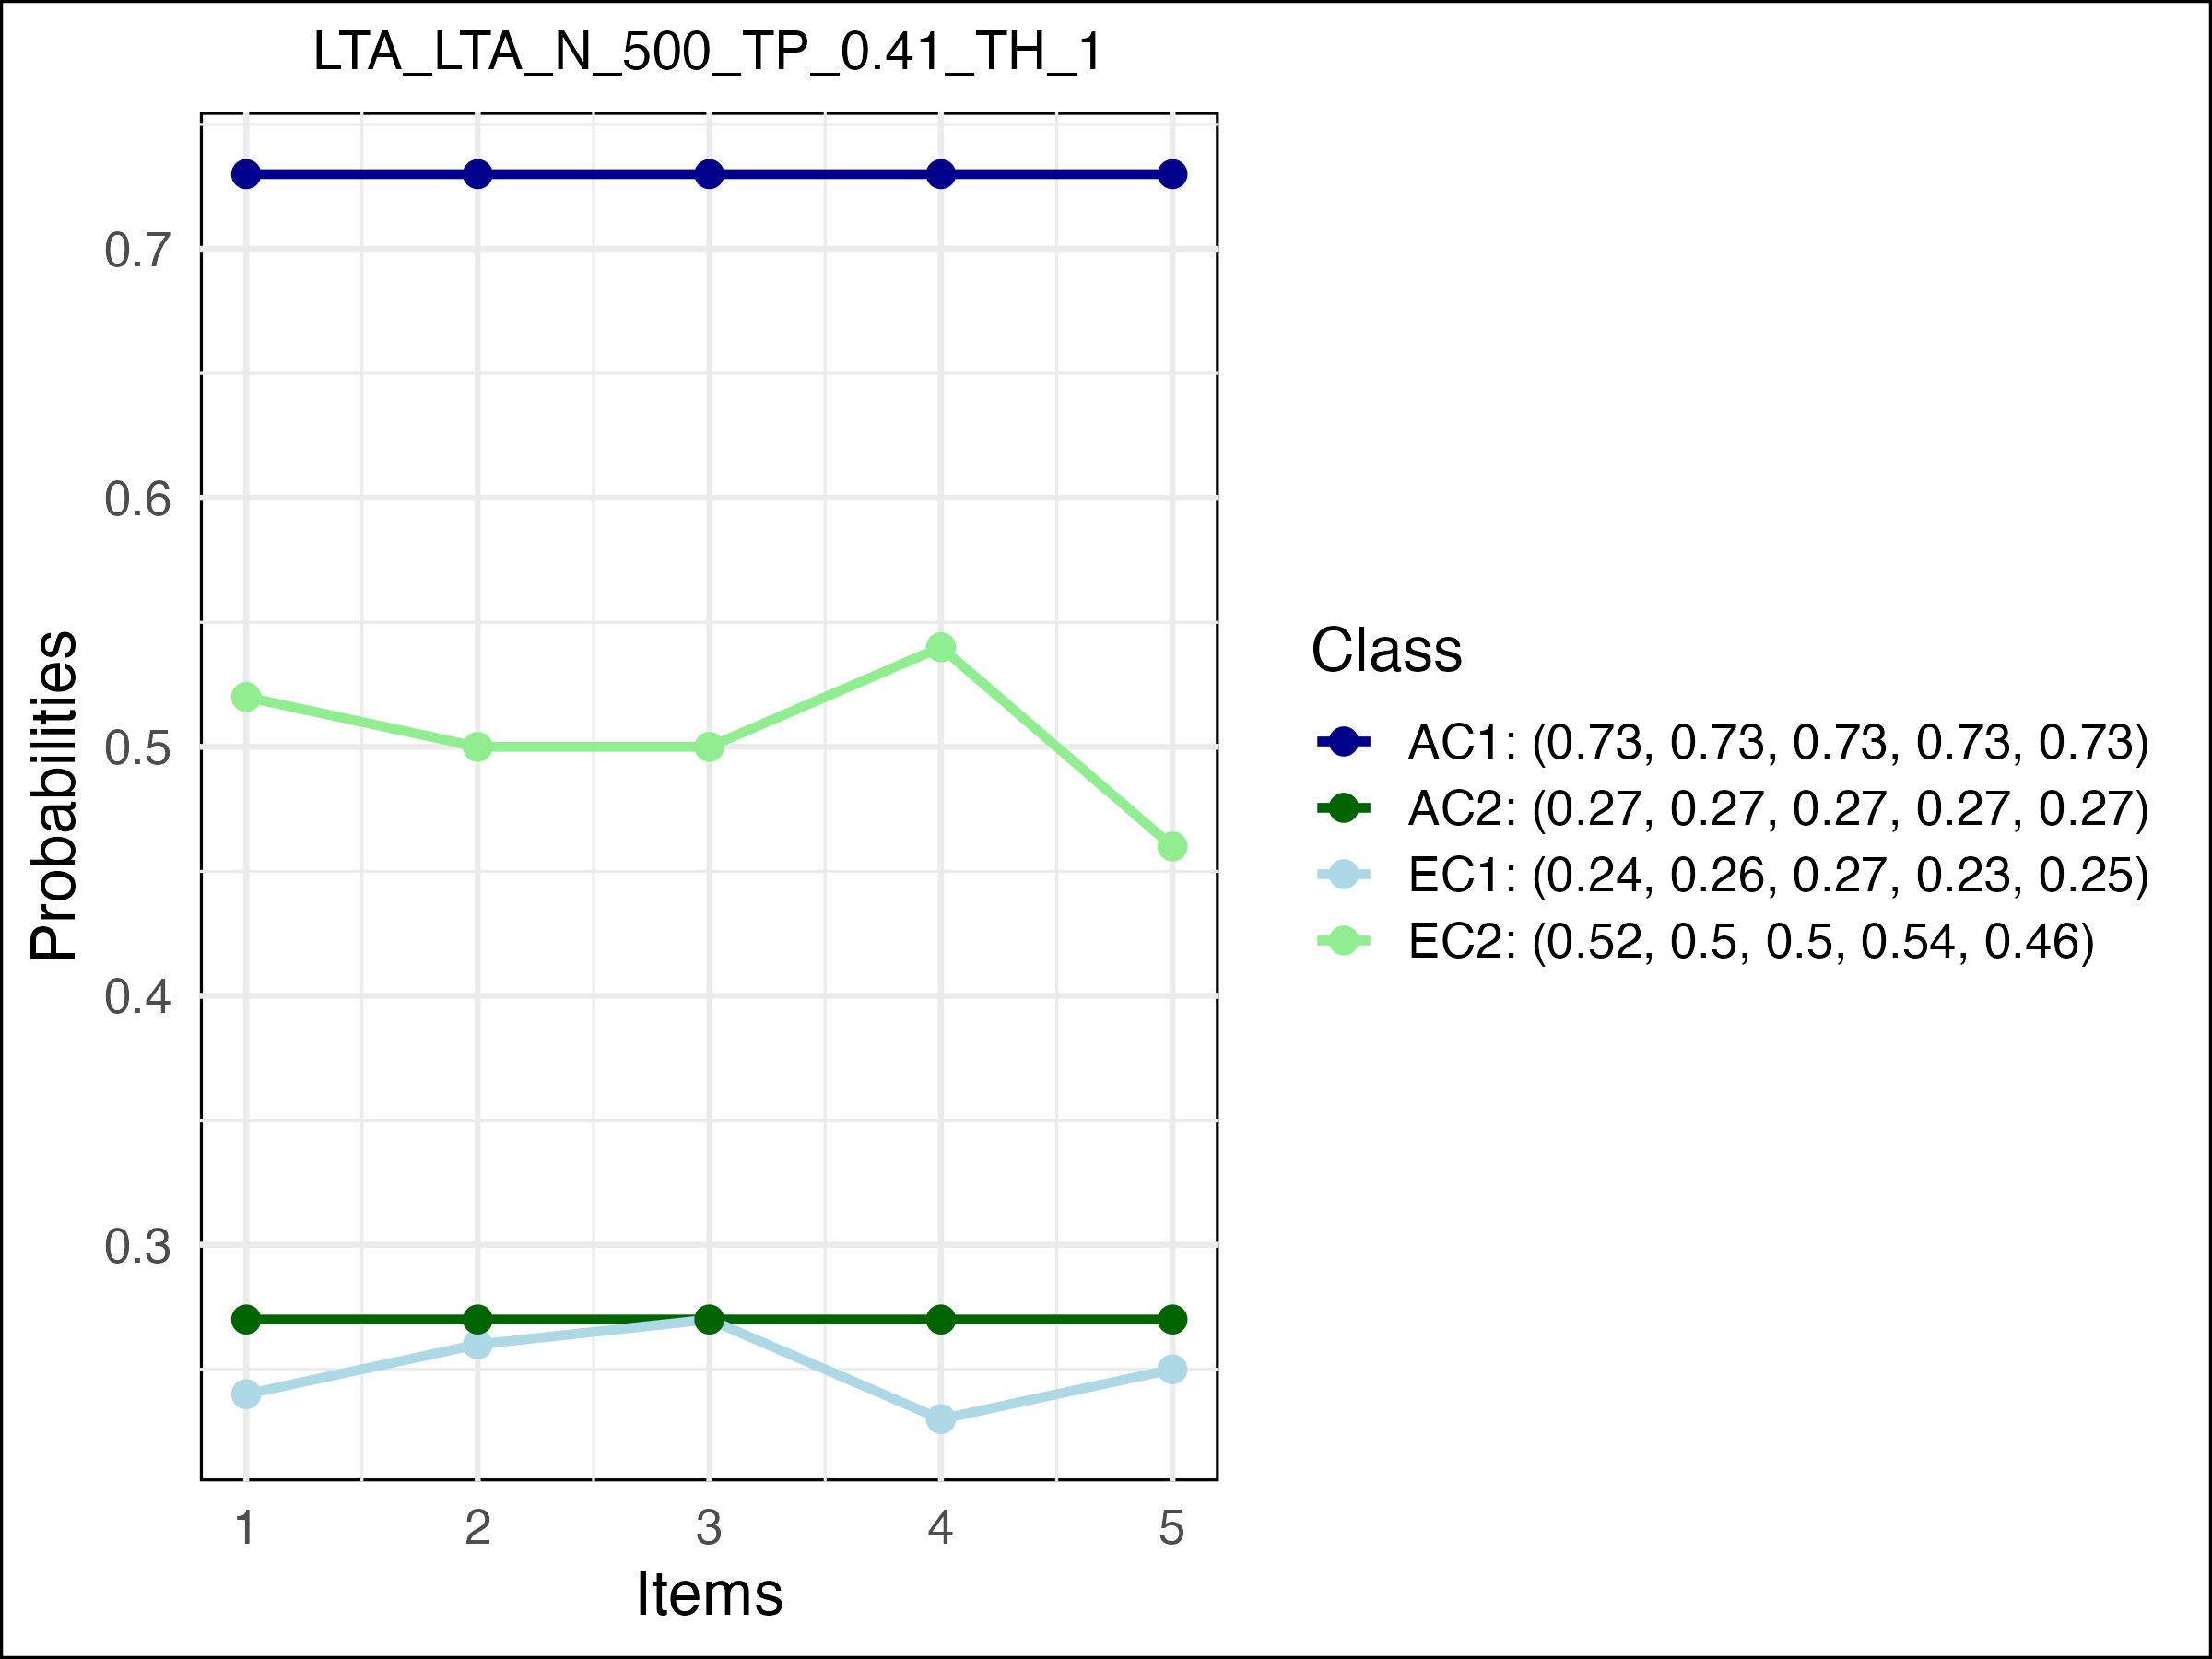 LTA_LTA_N_500_TP_0.41_TH_1
0.7
0.6
0.5
0.4
0.3
Probabilities
1 2 3 4 5
Items
Class
AC1: (0.73, 0.73, 0.73, 0.73, 0.73)
AC2: (0.27, 0.27, 0.27, 0.27, 0.27)
EC1: (0.24, 0.26, 0.27, 0.23, 0.25)
EC2: (0.52, 0.5, 0.5, 0.54, 0.46)